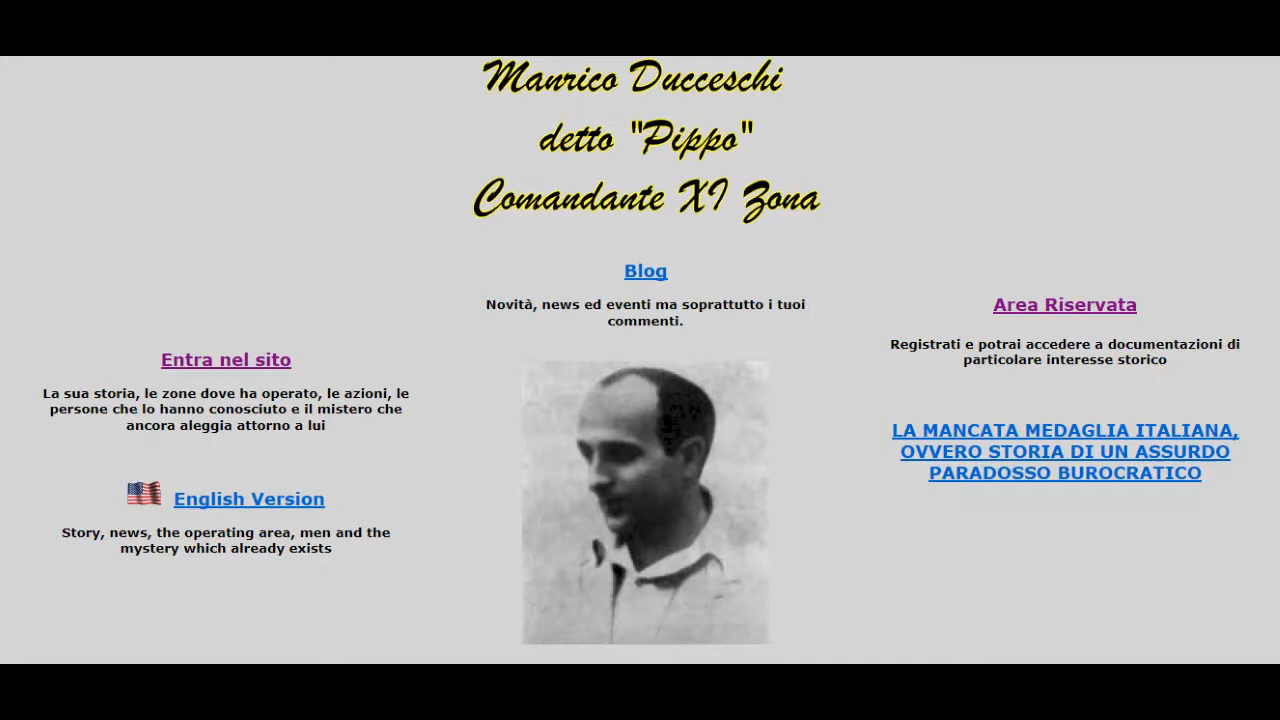 Manrico Ducceschi
detto "Pippo"
Comandante XI Zona
Blog
Novità, news ed eventi ma soprattutto i tuoi
commenti.
Entra nel sito
La sua storia, le zone dove ha operato, le azioni, le
persone che lo hanno conosciuto e il mistero che
ancora aleggia attorno a lui
English Version
Story, news, the operating area, men and the
mystery which already exists
Area Riservata
Registrati e potrai accedere a documentazioni di
particolare interesse storico
LA MANCATA MEDAGLIA ITALIANA,
OVVERO STORIA DI UN ASSURDO
PARADOSSO BUROCRATICO